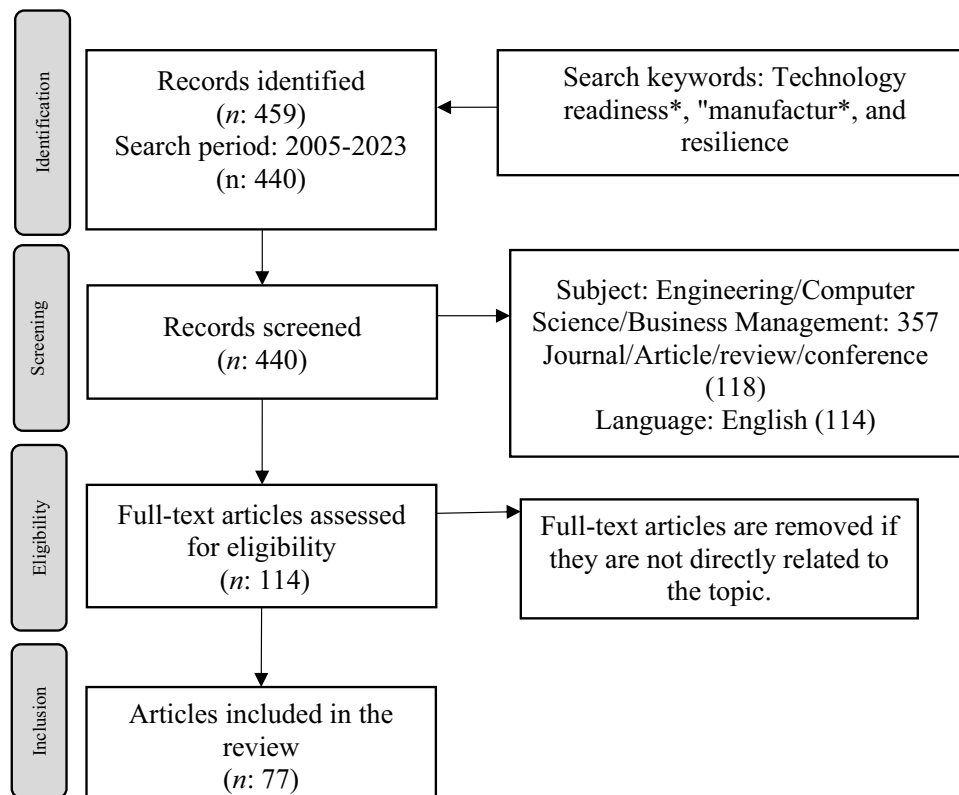 Identification
Records identified
(n: 459)
Search period: 2005-2023
(n: 440)
Search keywords: Technology
readiness*, "manufactur*, and
resilience
Screening
Records screened
(n: 440)
Subject: Engineering/Computer
Science/Business Management: 357
Journal/Article/review/conference
(118)
Language: English (114)
Eligibility
Full-text articles assessed
for eligibility
(n: 114)
Full-text articles are removed if
they are not directly related to
the topic.
Inclusion
Articles included in the
review
(n: 77)